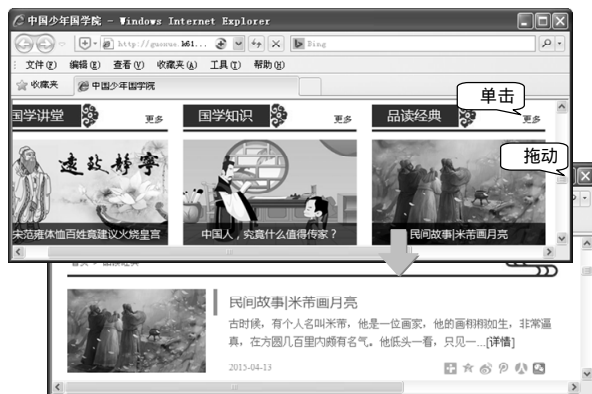 中国少年国学院 - Windows Internet Explorer
http://guoxue.k61...
Bing
文件(F) 编辑(E) 查看(V) 收藏夹(A) 工具(T) 帮助(H)
收藏夹 中国少年国学院
单击
国学讲堂 更多 国学知识 更多 品读经典 更多
拖动
宁静致远
朱范雍体恤百姓竟建议火烧皇宫 中国人，究竟什么值得传家？ 民间故事|米芾画月亮
民间故事|米芾画月亮
古时候，有个人名叫米芾，他是一位画家，他的画栩栩如生，非常逼
真，在方圆几百里内颇有名气。他低头一看，只见一...[详情]
2015-04-13